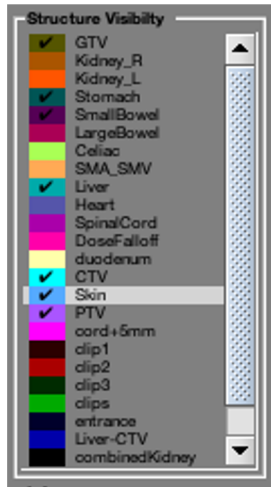 Structure Visibilty
GTV
Kidney_R
Kidney_L
Stomach
SmallBowel
LargeBowel
Celiac
SMA_SMV
Liver
Heart
SpinalCord
DoseFalloff
duodenum
CTV
Skin
PTV
cord+5mm
clip1
clip2
clip3
clips
entrance
Liver-CTV
combinedKidney